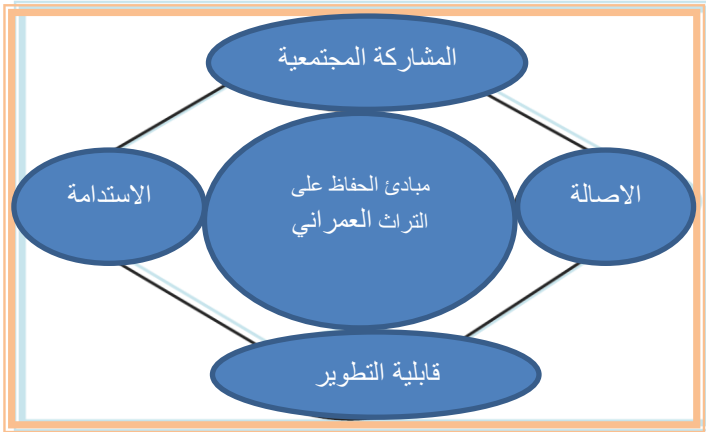 المشاركة المجتمعية
مبادئ الحفاظ على
التراث العمراني
الاصالة
الاستدامة
قابلية التطوير